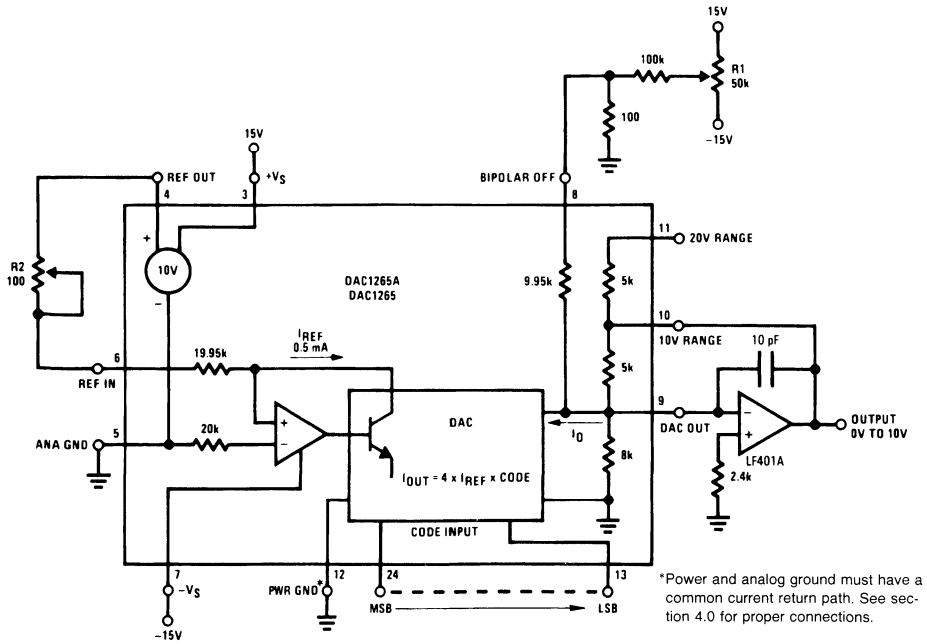 15V
100k
R1
50k
100
-15V
15V
REF OUT
+VS
BIPOLAR OFF
4
3
8
11
20V RANGE
+
10V
-
R2
100
DAC1265A
DAC1265
9.95k
5k
10
10V RANGE
10 pF
IREF
0.5 mA
6
19.95k
REF IN
5k
9
DAC OUT
+
-
DAC
IO
-
+
OUTPUT
0V TO 10V
LF401A
5
ANA GND
20k
8k
2.4k
IOUT = 4 x IREF x CODE
CODE INPUT
7
12
24
13
-VS
PWR GND*
MSB
LSB
-15V
*Power and analog ground must have a
common current return path. See sec-
tion 4.0 for proper connections.